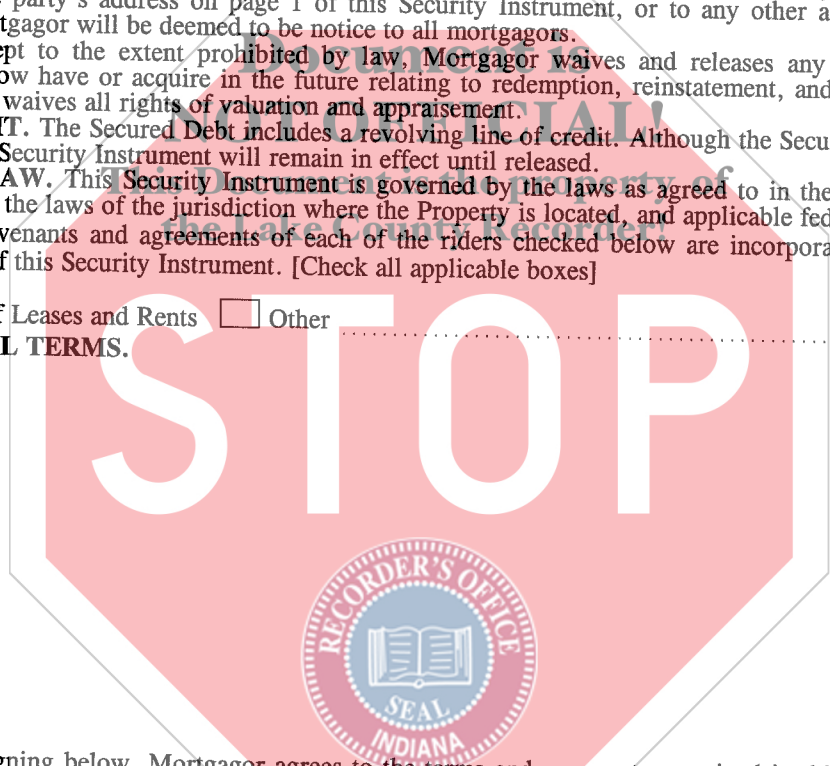 party's address on page 1 of this Security Instrument, or to any other a
tgagor will be deemed to be notice to all mortgagors.
Document is
ept to the extent prohibited by law, Mortgagor waives and releases any
ow have or acquire in the future relating to redemption, reinstatement, and
waives all rights of valuation and appraisement.
NOT OFFICIAL!
IT. The Secured Debt includes a revolving line of credit. Although the Secu
Security Instrument will remain in effect until released.
This Document is the property of
AW. This Security Instrument is governed by the laws as agreed to in the
the laws of the jurisdiction where the Property is located, and applicable fed
the Lake County Recorder!
venants and agreements of each of the riders checked below are incorpora
f this Security Instrument. [Check all applicable boxes]
f Leases and Rents Other
L TERMS.
STOP
RECORDER'S OFFICE
SEAL
INDIANA
gning below, Mortgagor agrees to the terms and